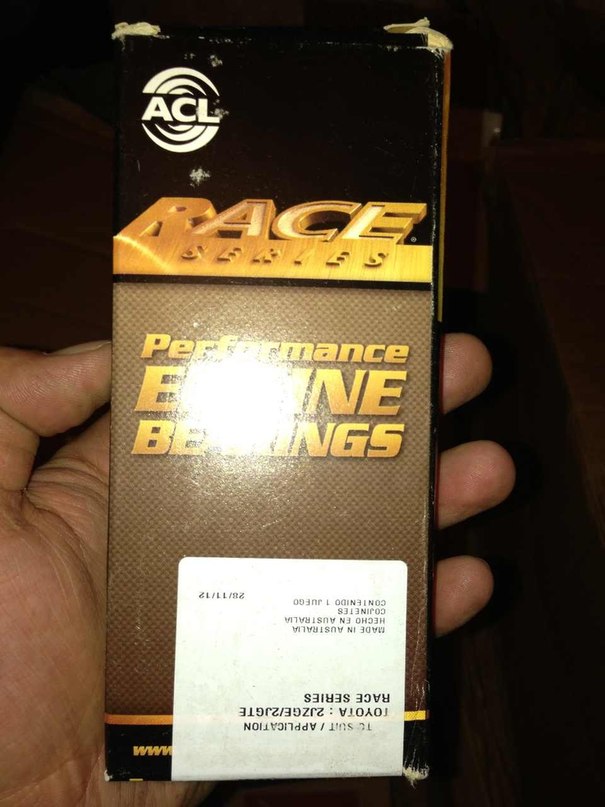 ACL
RACE
SERIES
Performance
ENGINE
BEARINGS
TO SUIT / APPLICATION
TOYOTA : 2JZGE/2JGTE
RACE SERIES
MADE IN AUSTRALIA
HECHO EN AUSTRALIA
COJINETES
CONTENIDO 1 JUEGO 28/11/12
www